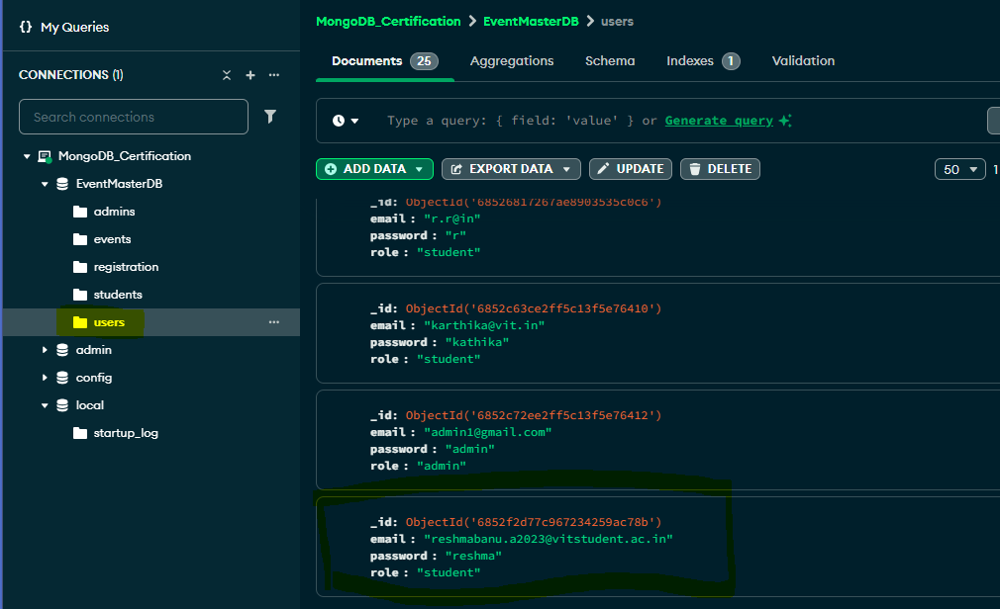 {} My Queries
CONNECTIONS (1)
Search connections
MongoDB_Certification
EventMasterDB
admins
events
registration
students
users
admin
config
local
startup_log
MongoDB_Certification > EventMasterDB > users
Documents 25 Aggregations Schema Indexes 1 Validation
Type a query: { field: 'value' } or Generate query
ADD DATA EXPORT DATA UPDATE DELETE 50 1
_id: ObjectId('68526817267ae8903535c0c6')
email : "r.r@in"
password : "r"
role : "student"
_id: ObjectId('6852c63ce2ff5c13f5e76410')
email : "karthika@vit.in"
password : "kathika"
role : "student"
_id: ObjectId('6852c72ee2ff5c13f5e76412')
email : "admin1@gmail.com"
password : "admin"
role : "admin"
_id: ObjectId('6852f2d77c967234259ac78b')
email : "reshmabanu.a2023@vitstudent.ac.in"
password : "reshma"
role : "student"